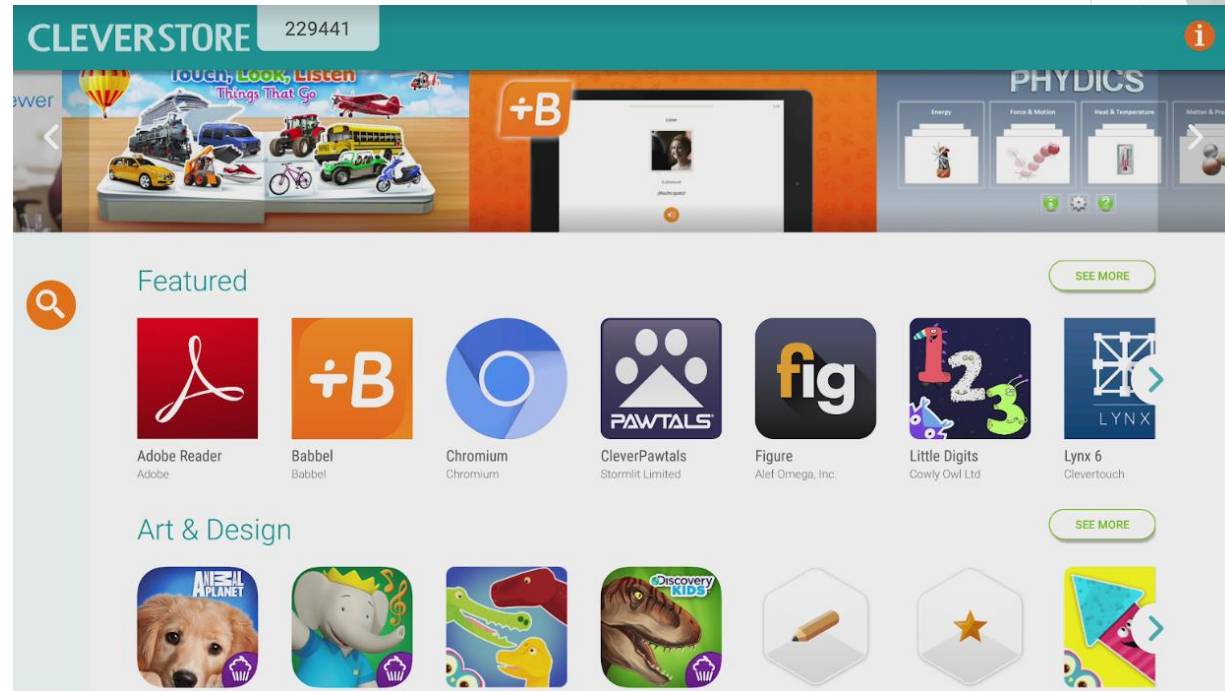 CLEVERSTORE
229441
i
ewer
Touch, Look, Listen
Things That Go
÷B
PHYDICS
Energy
Force & Motion
Heat & Temperature
Featured
SEE MORE
÷B
PAWTALS
fig
123
LYNX
Adobe Reader
Babbel
Chromium
CleverPawtals
Figure
Little Digits
Lynx 6
Adobe
Babbel
Chromium
Stormlit Limited
Alef Omega, Inc.
Cowly Owl Ltd
Clevertouch
Art & Design
SEE MORE
ANIMAL
PLANET
Discovery
KIDS